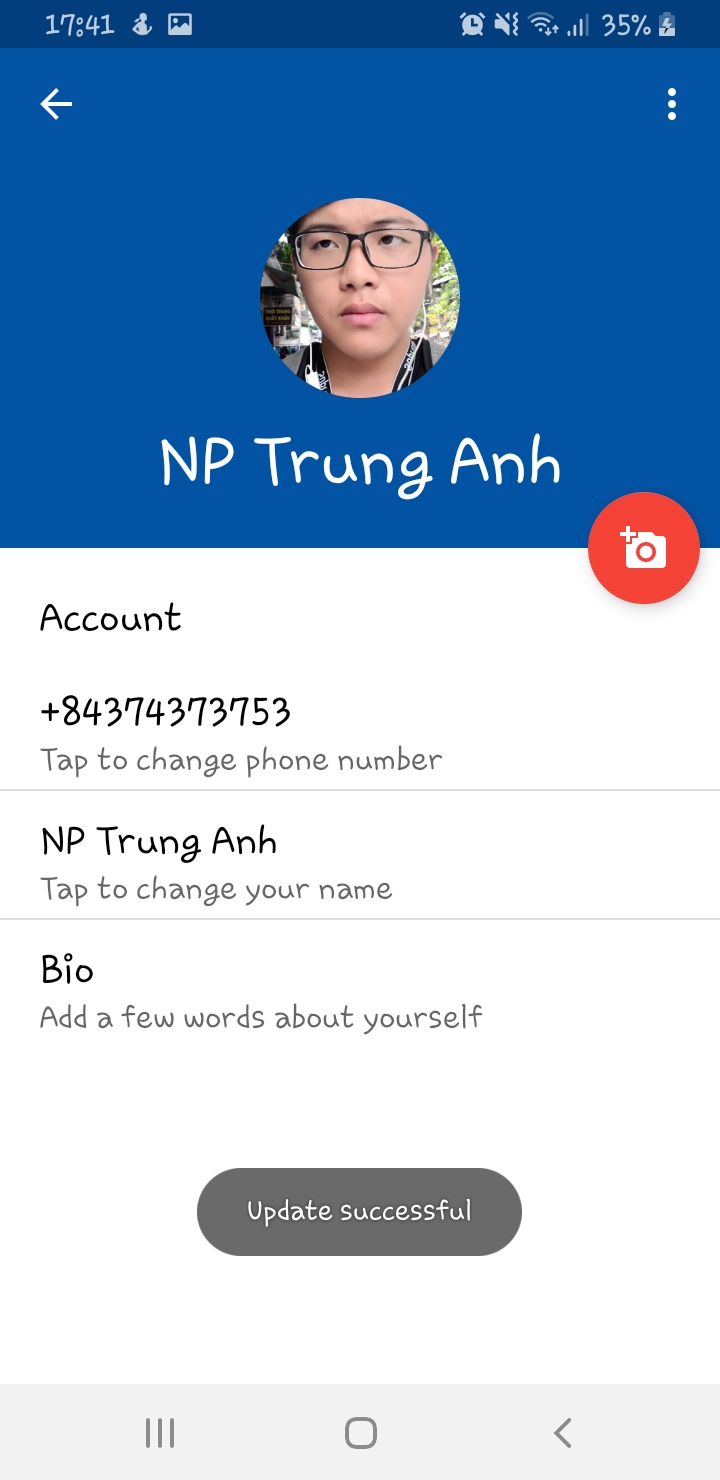 17:41
35%
NP Trung Anh
Account
+84374373753
Tap to change phone number
NP Trung Anh
Tap to change your name
Bio
Add a few words about yourself
Update successful